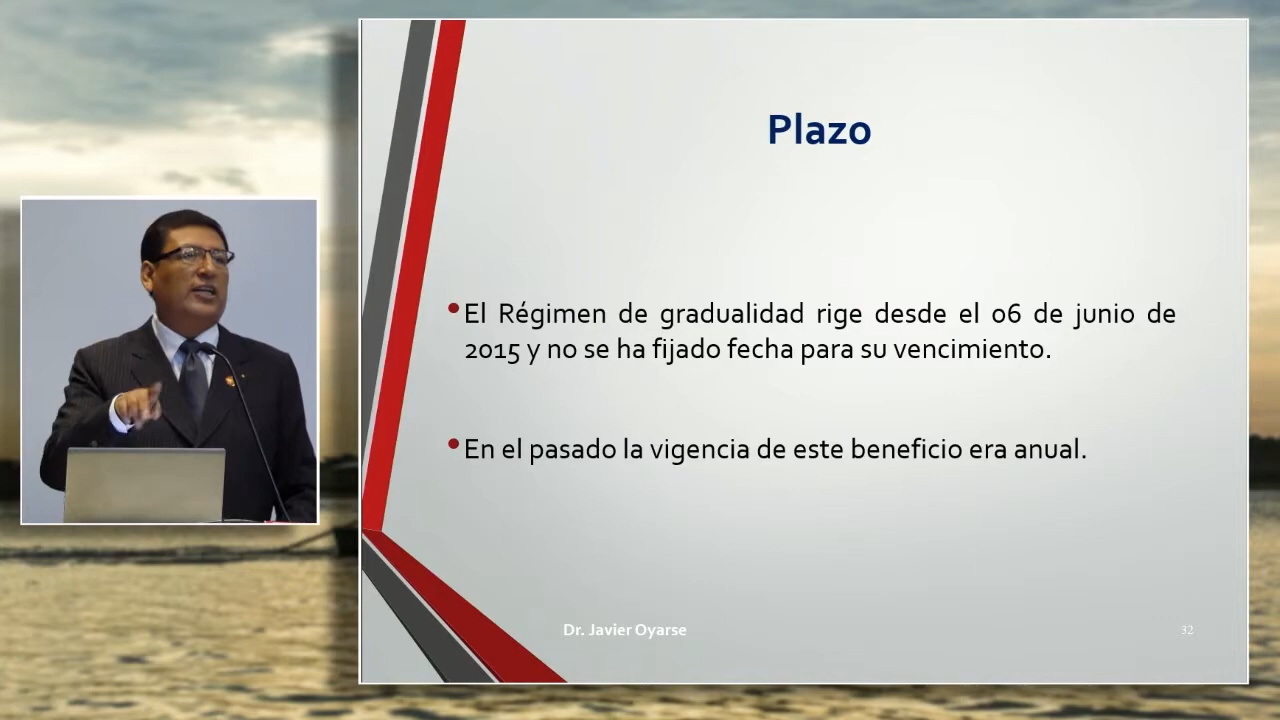 Plazo
•El Régimen de gradualidad rige desde el 06 de junio de
2015 y no se ha fijado fecha para su vencimiento.
•En el pasado la vigencia de este beneficio era anual.
Dr. Javier Oyarse
32